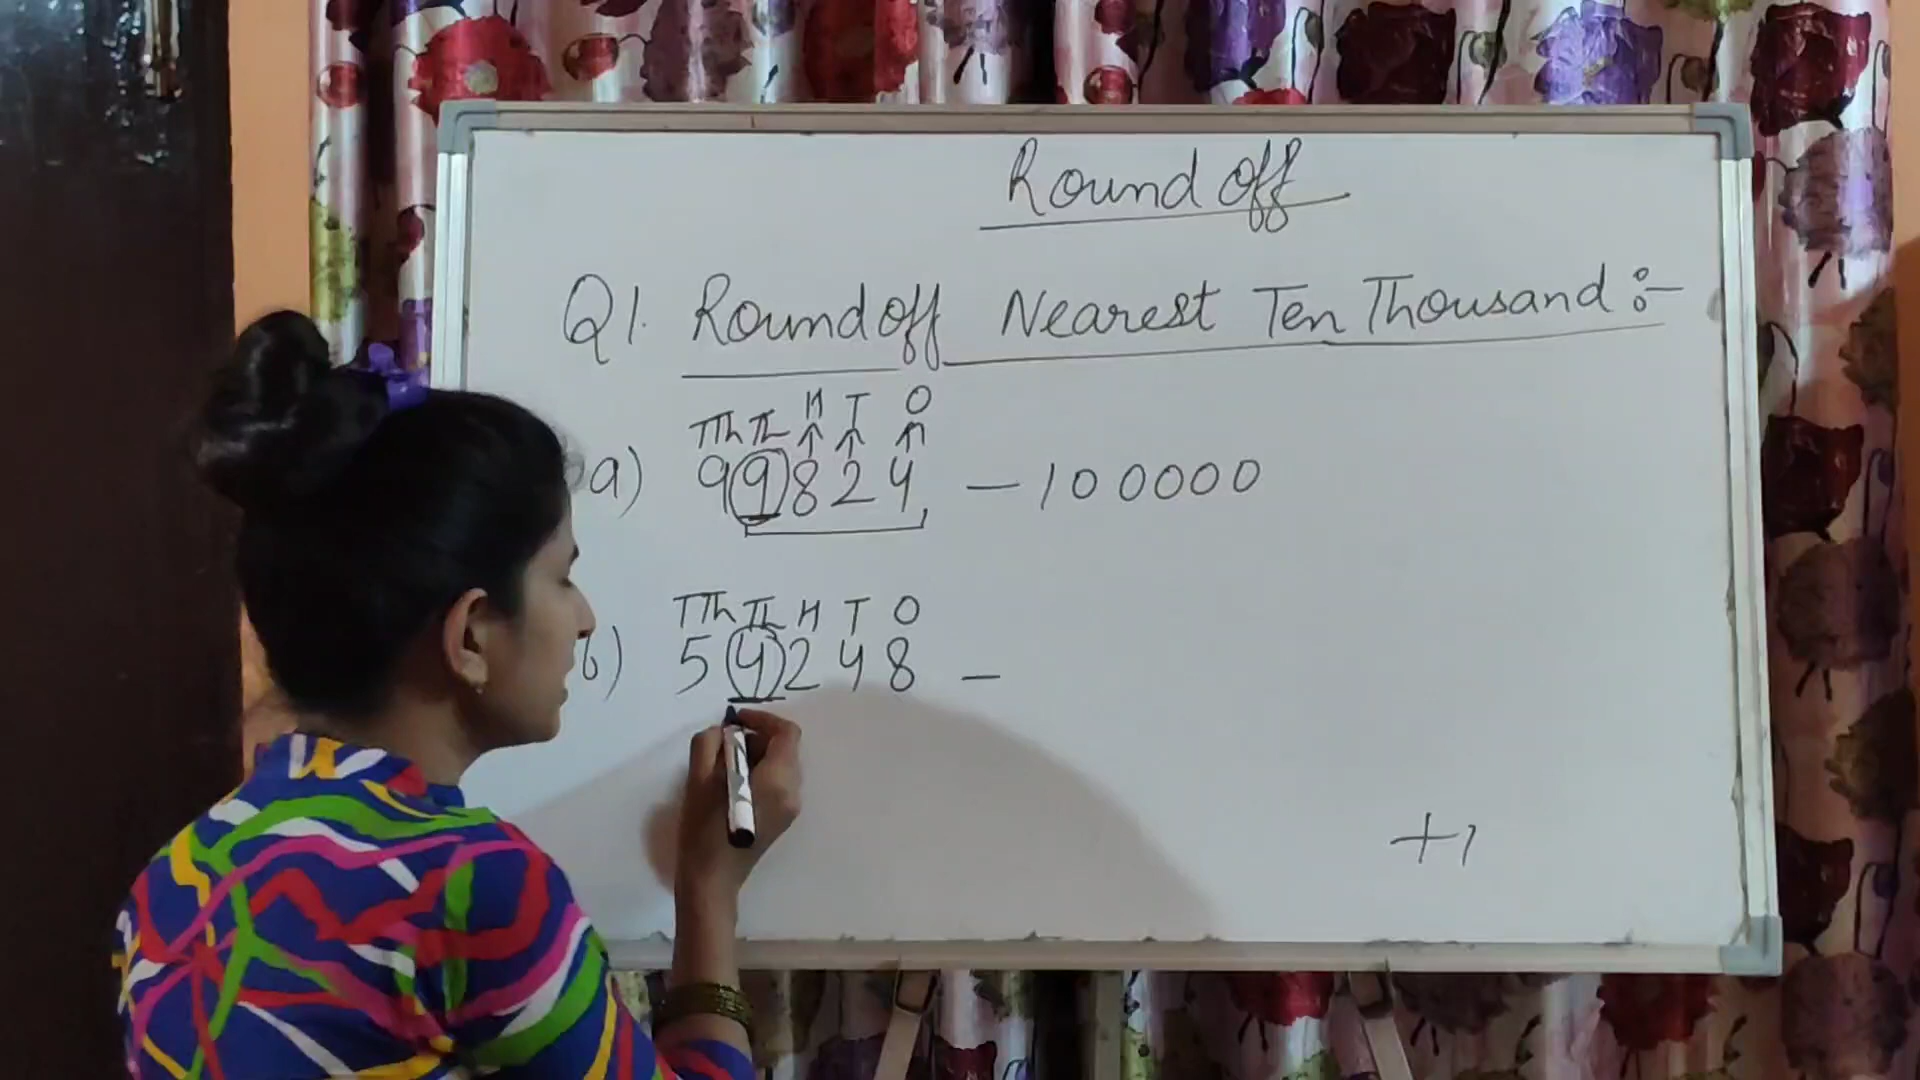 Round off
Q1. Round off Nearest Ten Thousand :-
TTh Th H T O
a) 99824 - 100000
TTh Th H T O
b) 54248 -
+1